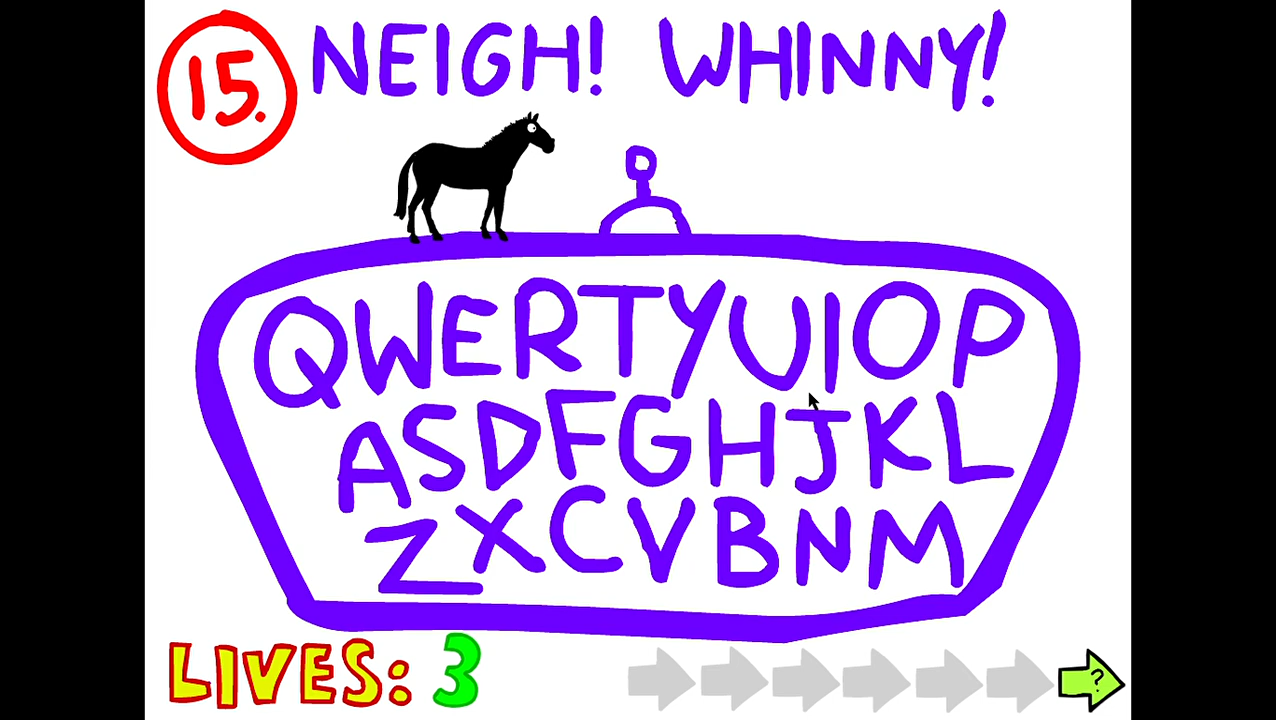 15. NEIGH! WHINNY!
QWERTYUIOP
ASDFGHJKL
ZXCVBNM
LIVES: 3
?